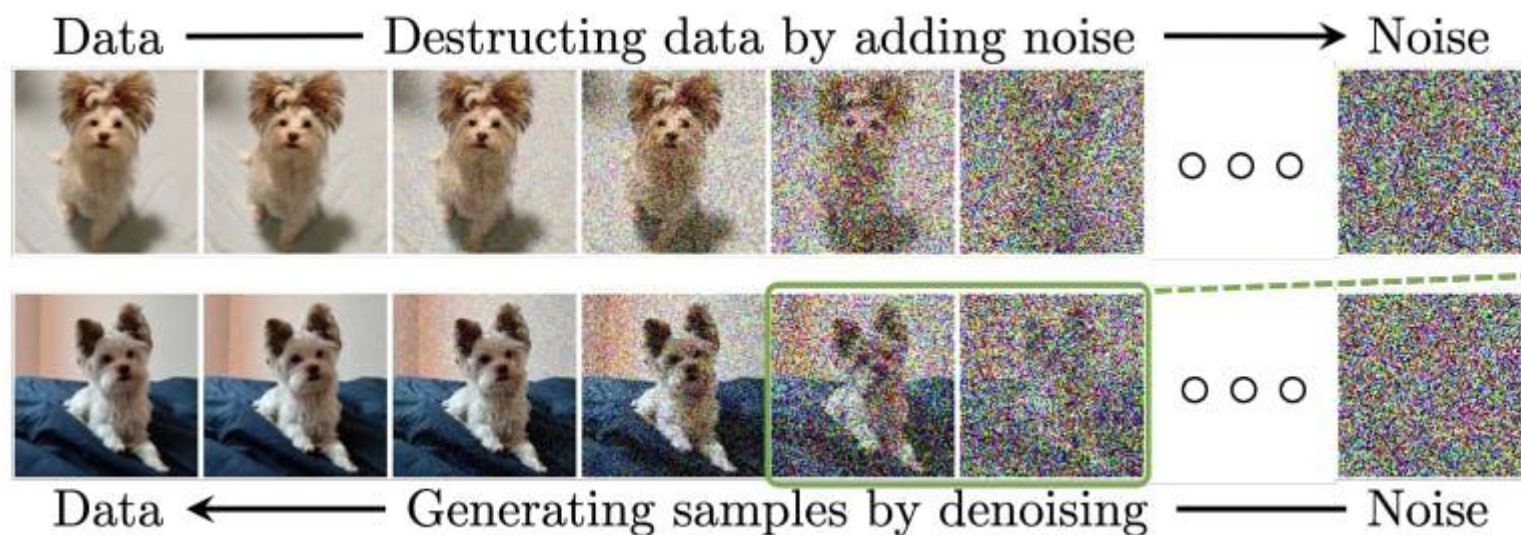 Data Destructing data by adding noise Noise
Data Generating samples by denoising Noise